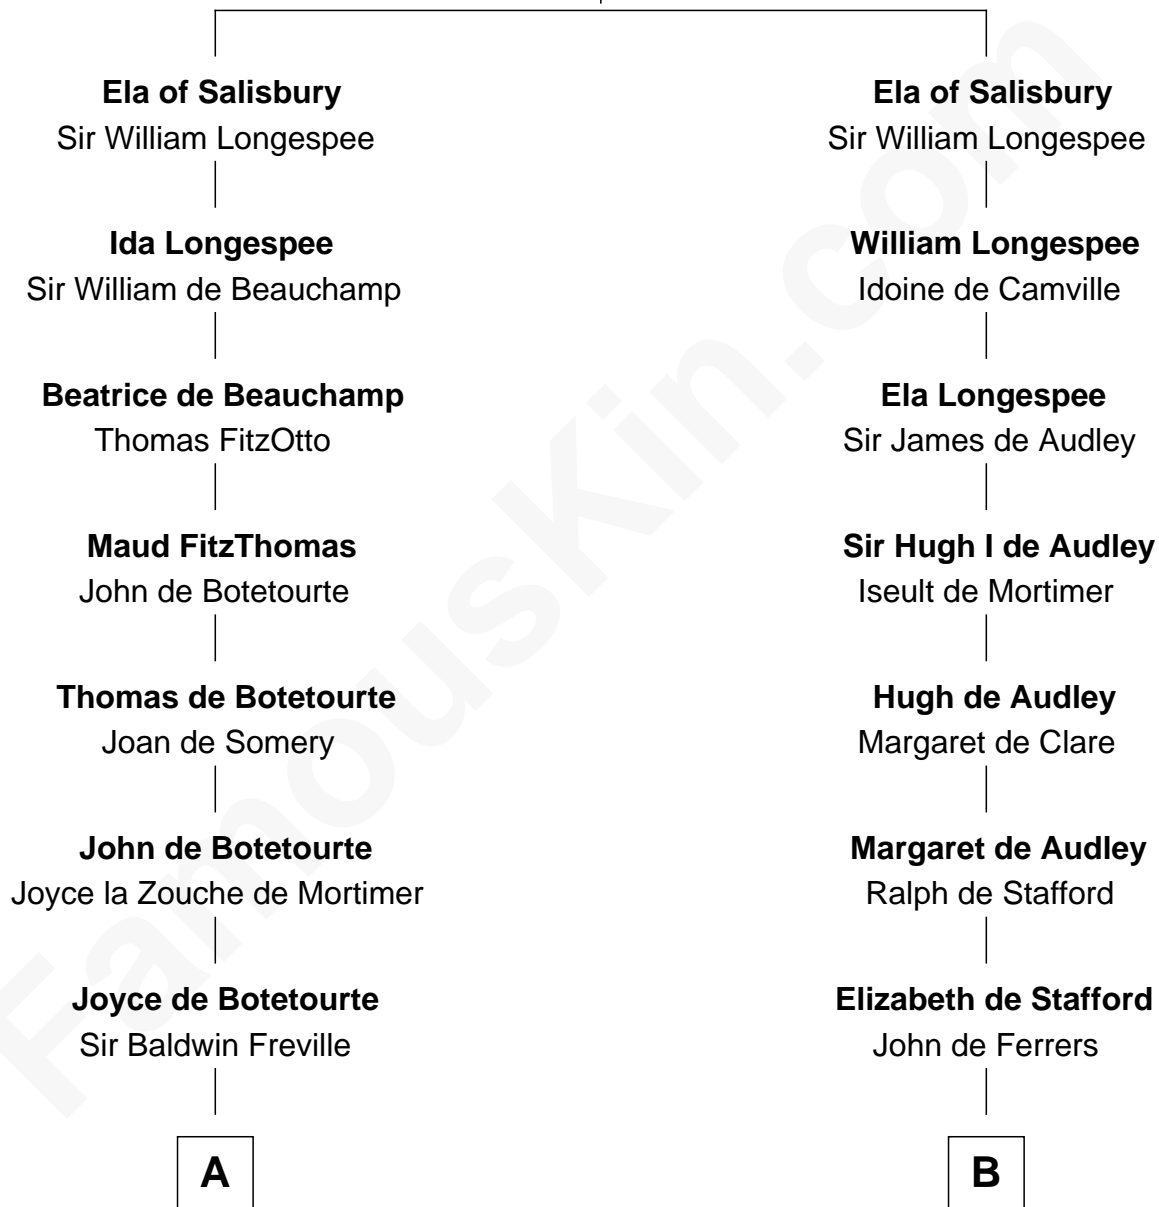 Ela of Salisbury
Sir William Longespee
Ida Longespee
Sir William de Beauchamp
Beatrice de Beauchamp
Thomas FitzOtto
Maud FitzThomas
John de Botetourte
Thomas de Botetourte
Joan de Somery
John de Botetourte
Joyce la Zouche de Mortimer
Joyce de Botetourte
Sir Baldwin Freville
A
Ela of Salisbury
Sir William Longespee
William Longespee
Idoine de Camville
Ela Longespee
Sir James de Audley
Sir Hugh I de Audley
Iseult de Mortimer
Hugh de Audley
Margaret de Clare
Margaret de Audley
Ralph de Stafford
Elizabeth de Stafford
John de Ferrers
B
FamousKin.com